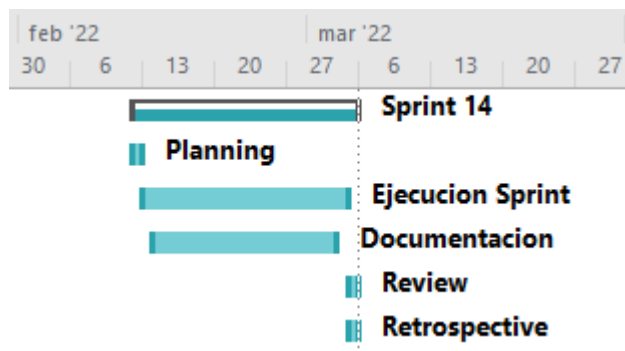 feb '22 mar '22
30 6 13 20 27 6 13 20 27
Sprint 14
Planning
Ejecucion Sprint
Documentacion
Review
Retrospective